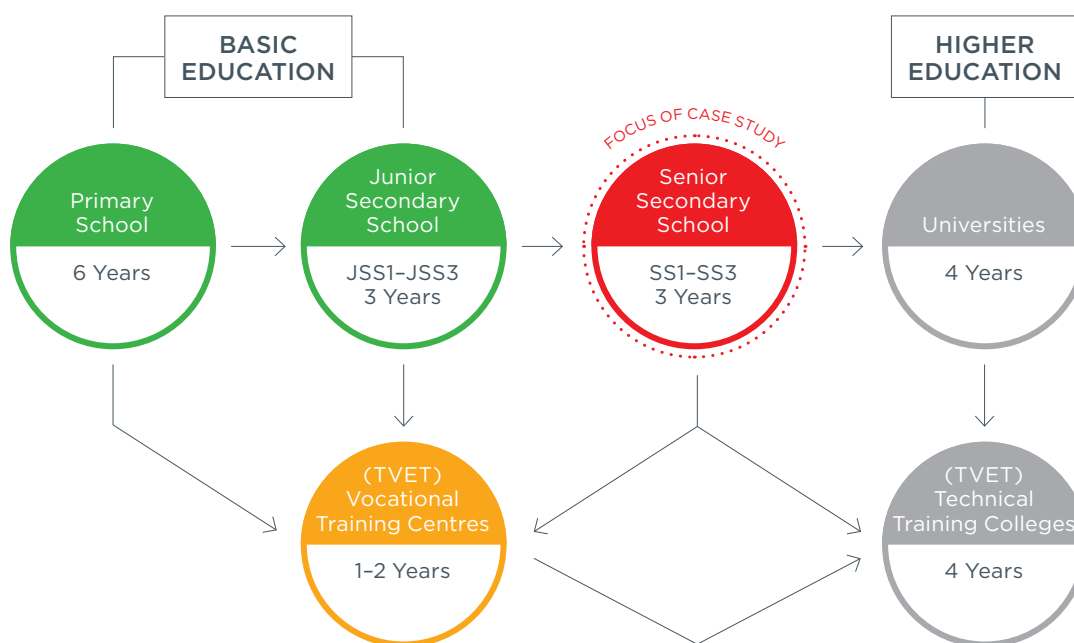 BASIC
EDUCATION
HIGHER
EDUCATION
FOCUS OF CASE STUDY
Primary
School
6 Years
Junior
Secondary
School
JSS1–JSS3
3 Years
Senior
Secondary
School
SS1–SS3
3 Years
Universities
4 Years
(TVET)
Vocational
Training Centres
1–2 Years
(TVET)
Technical
Training Colleges
4 Years